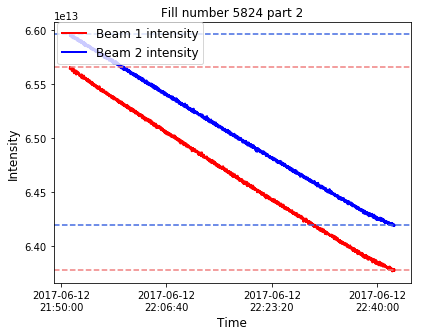 Fill number 5824 part 2
1e13
Beam 1 intensity
Beam 2 intensity
6.60
6.55
6.50
6.45
6.40
Intensity
2017-06-12 2017-06-12 2017-06-12 2017-06-12
21:50:00 22:06:40 22:23:20 22:40:00
Time